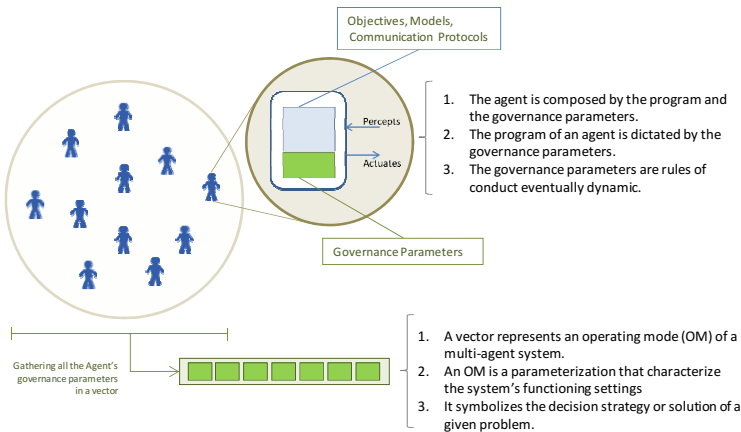 Objectives, Models,
Communication Protocols
Percepts
Actuates
1. The agent is composed by the program and
the governance parameters.
2. The program of an agent is dictated by the
governance parameters.
3. The governance parameters are rules of
conduct eventually dynamic.
Governance Parameters
Gathering all the Agent's
governance parameters
in a vector
1. A vector represents an operating mode (OM) of a
multi-agent system.
2. An OM is a parameterization that characterize
the system's functioning settings
3. It symbolizes the decision strategy or solution of a
given problem.